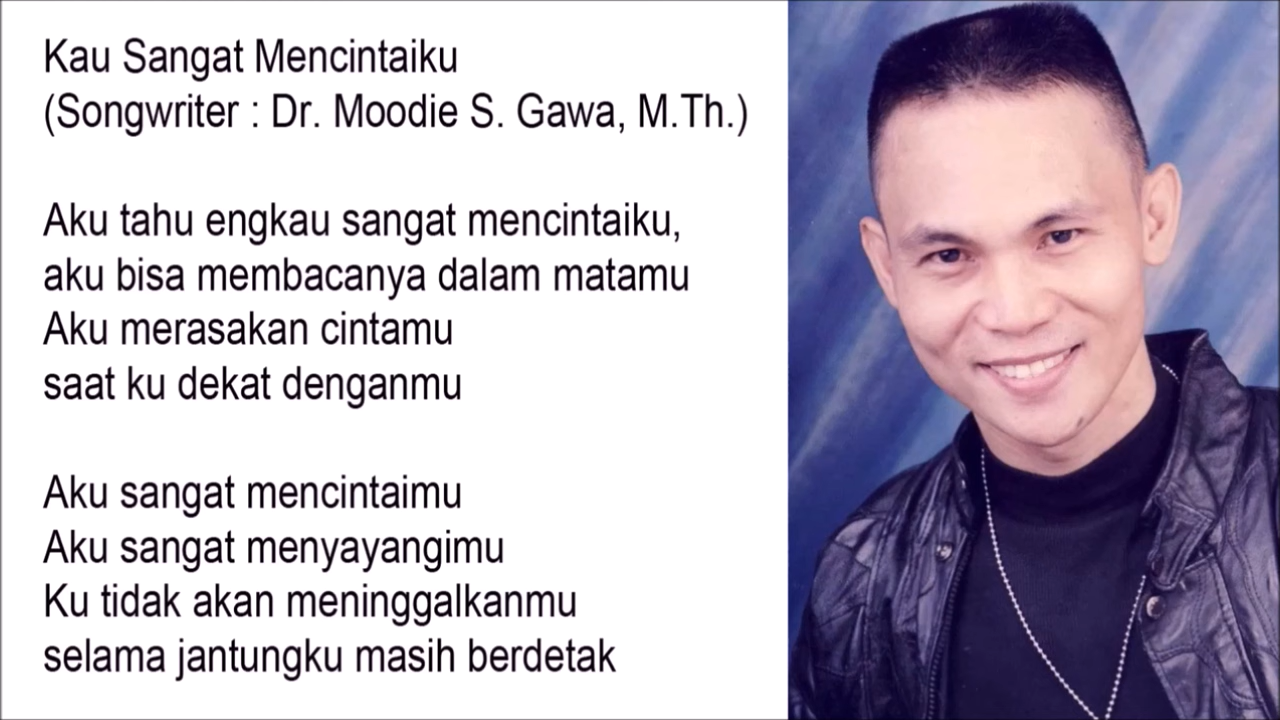 Kau Sangat Mencintaiku
(Songwriter : Dr. Moodie S. Gawa, M.Th.)
Aku tahu engkau sangat mencintaiku,
aku bisa membacanya dalam matamu
Aku merasakan cintamu
saat ku dekat denganmu
Aku sangat mencintaimu
Aku sangat menyayangimu
Ku tidak akan meninggalkanmu
selama jantungku masih berdetak